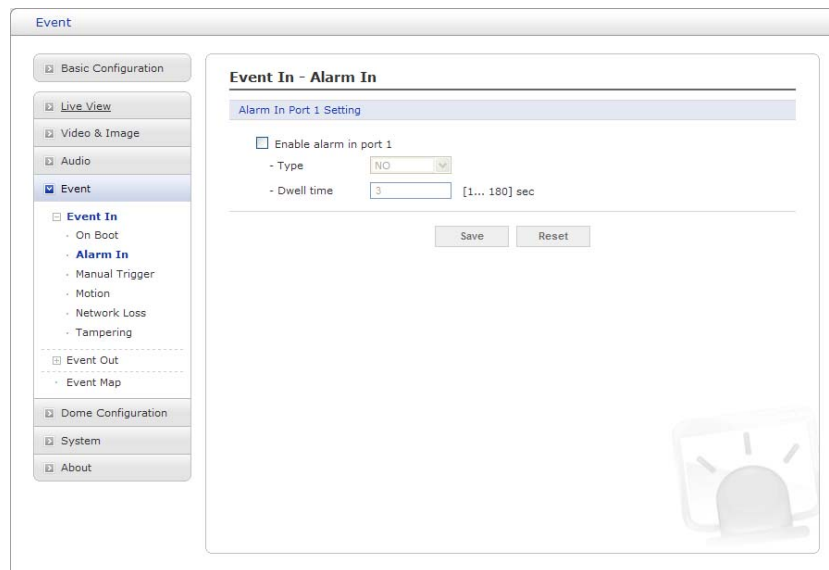 Event
Basic Configuration
Live View
Video & Image
Audio
Event
Event In
On Boot
Alarm In
Manual Trigger
Motion
Network Loss
Tampering
Event Out
Event Map
Dome Configuration
System
About
Event In - Alarm In
Alarm In Port 1 Setting
Enable alarm in port 1
- Type NO
- Dwell time 3 [1... 180] sec
Save Reset